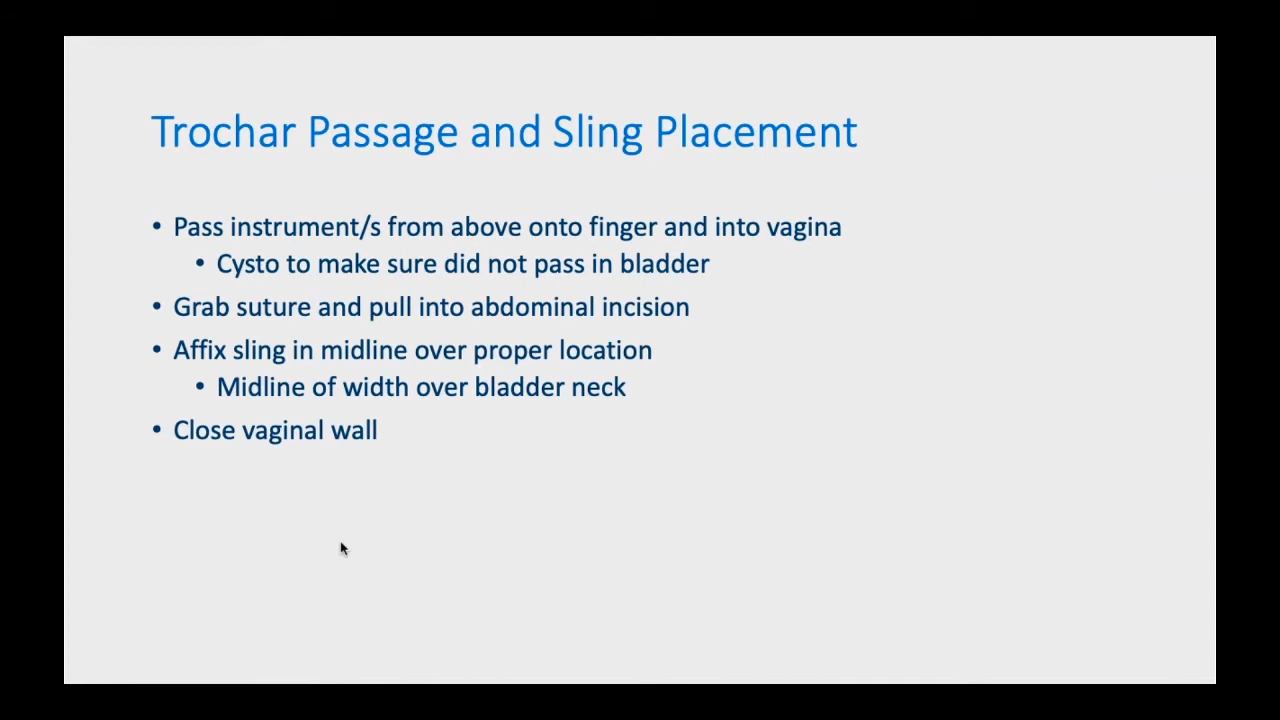 Trochar Passage and Sling Placement
• Pass instrument/s from above onto finger and into vagina
• Cysto to make sure did not pass in bladder
• Grab suture and pull into abdominal incision
• Affix sling in midline over proper location
• Midline of width over bladder neck
• Close vaginal wall